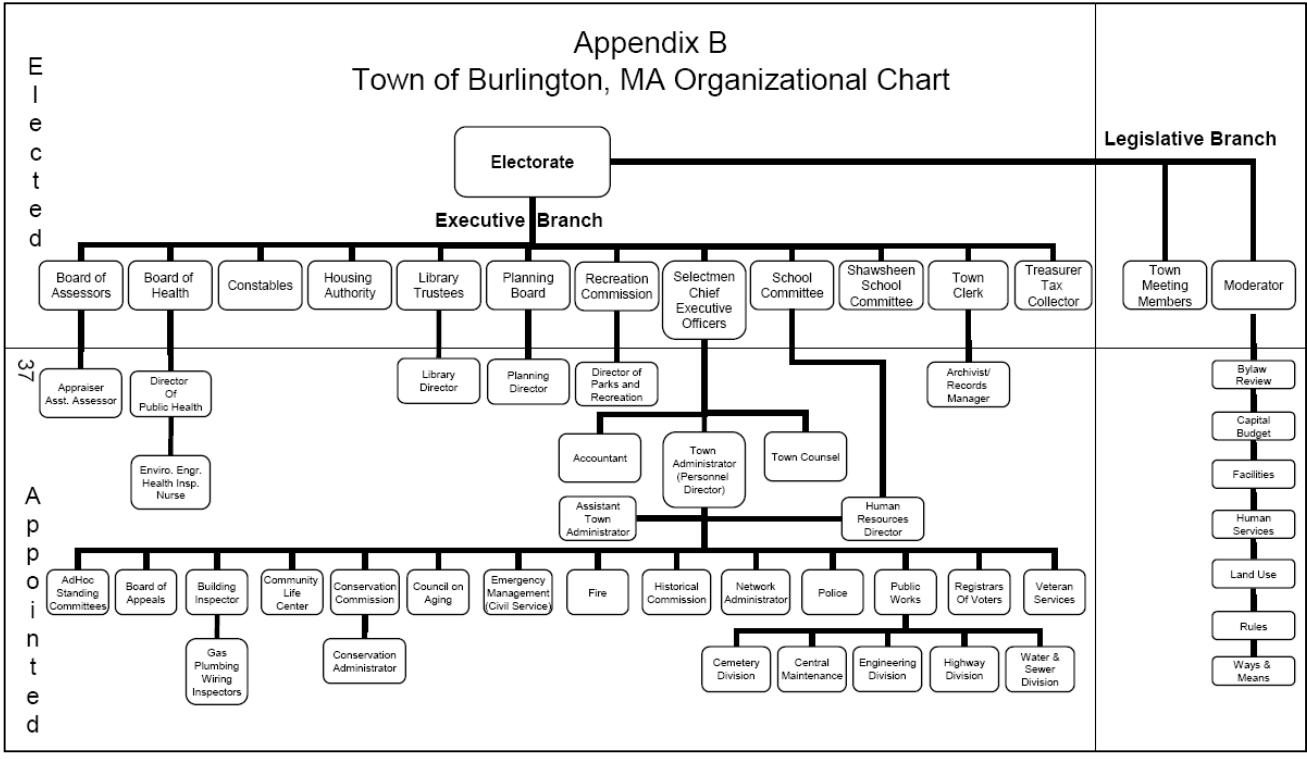 Appendix B
Town of Burlington, MA Organizational Chart
Elected
Electorate
Legislative Branch
Executive Branch
Board of
Assessors
Board of
Health
Constables
Housing
Authority
Library
Trustees
Planning
Board
Recreation
Commission
Selectmen
Chief
Executive
Officers
School
Committee
Shawsheen
School
Committee
Town
Clerk
Treasurer
Tax
Collector
Town
Meeting
Members
Moderator
37
Appraiser
Asst. Assessor
Director
Of
Public Health
Library
Director
Planning
Director
Director of
Parks and
Recreation
Archivist/
Records
Manager
Bylaw
Review
Capital
Budget
Facilities
Human
Services
Land Use
Rules
Ways &
Means
Enviro. Engr.
Health Insp.
Nurse
Accountant
Town
Administrator
(Personnel
Director)
Town Counsel
Assistant
Town
Administrator
Human
Resources
Director
Appointed
AdHoc
Standing
Committees
Board of
Appeals
Building
Inspector
Community
Life
Center
Conservation
Commission
Council on
Aging
Emergency
Management
(Civil Service)
Fire
Historical
Commission
Network
Administrator
Police
Public
Works
Registrars
Of Voters
Veteran
Services
Gas
Plumbing
Wiring
Inspectors
Conservation
Administrator
Cemetery
Division
Central
Maintenance
Engineering
Division
Highway
Division
Water &
Sewer
Division